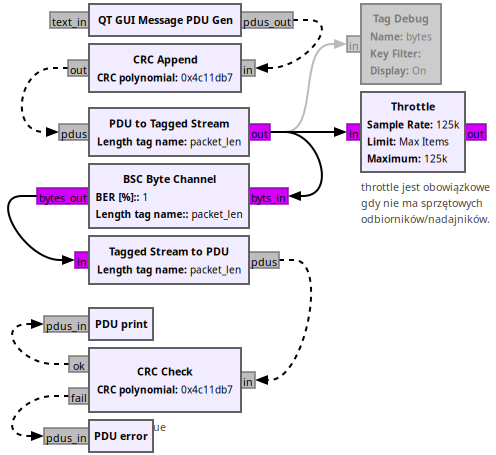 text_in
QT GUI Message PDU Gen
pdus_out
out
CRC Append
CRC polynomial: 0x4c11db7
in
pdus
PDU to Tagged Stream
Length tag name: packet_len
out
bytes_out
BSC Byte Channel
BER [%]:: 1
Length tag name:: packet_len
byts_in
in
Tagged Stream to PDU
Length tag name: packet_len
pdus
pdus_in
PDU print
ok
fail
CRC Check
CRC polynomial: 0x4c11db7
in
pdus_in
PDU error
ue
in
Tag Debug
Name: bytes
Key Filter:
Display: On
in
Throttle
Sample Rate: 125k
Limit: Max Items
Maximum: 125k
out
throttle jest obowiązkowe
gdy nie ma sprzętowych
odbiorników/nadajników.